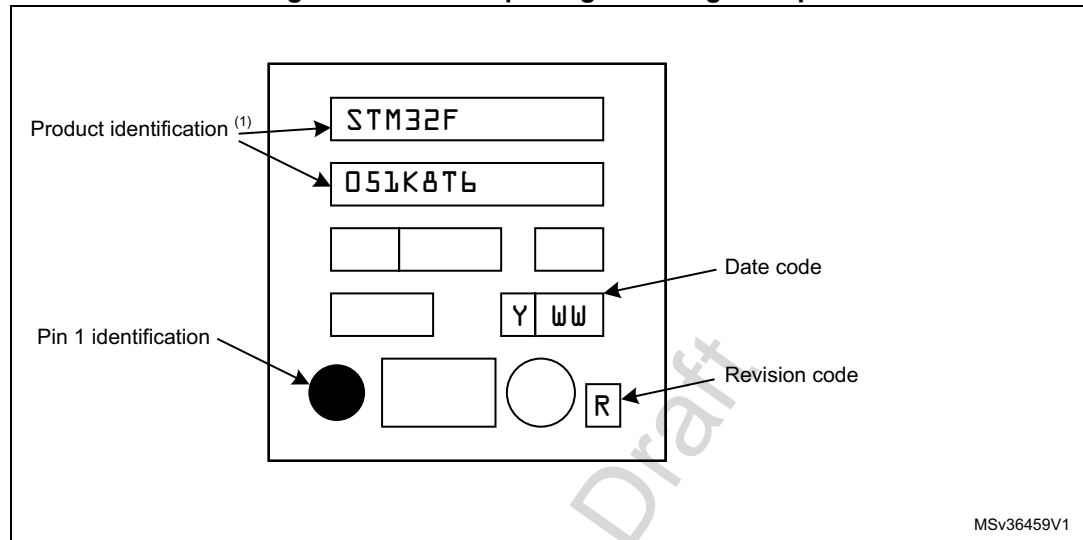 Product identification (1)
STM32F
051K8T6
Date code
Y WW
Pin 1 identification
Revision code
R
Draft
MSv36459V1